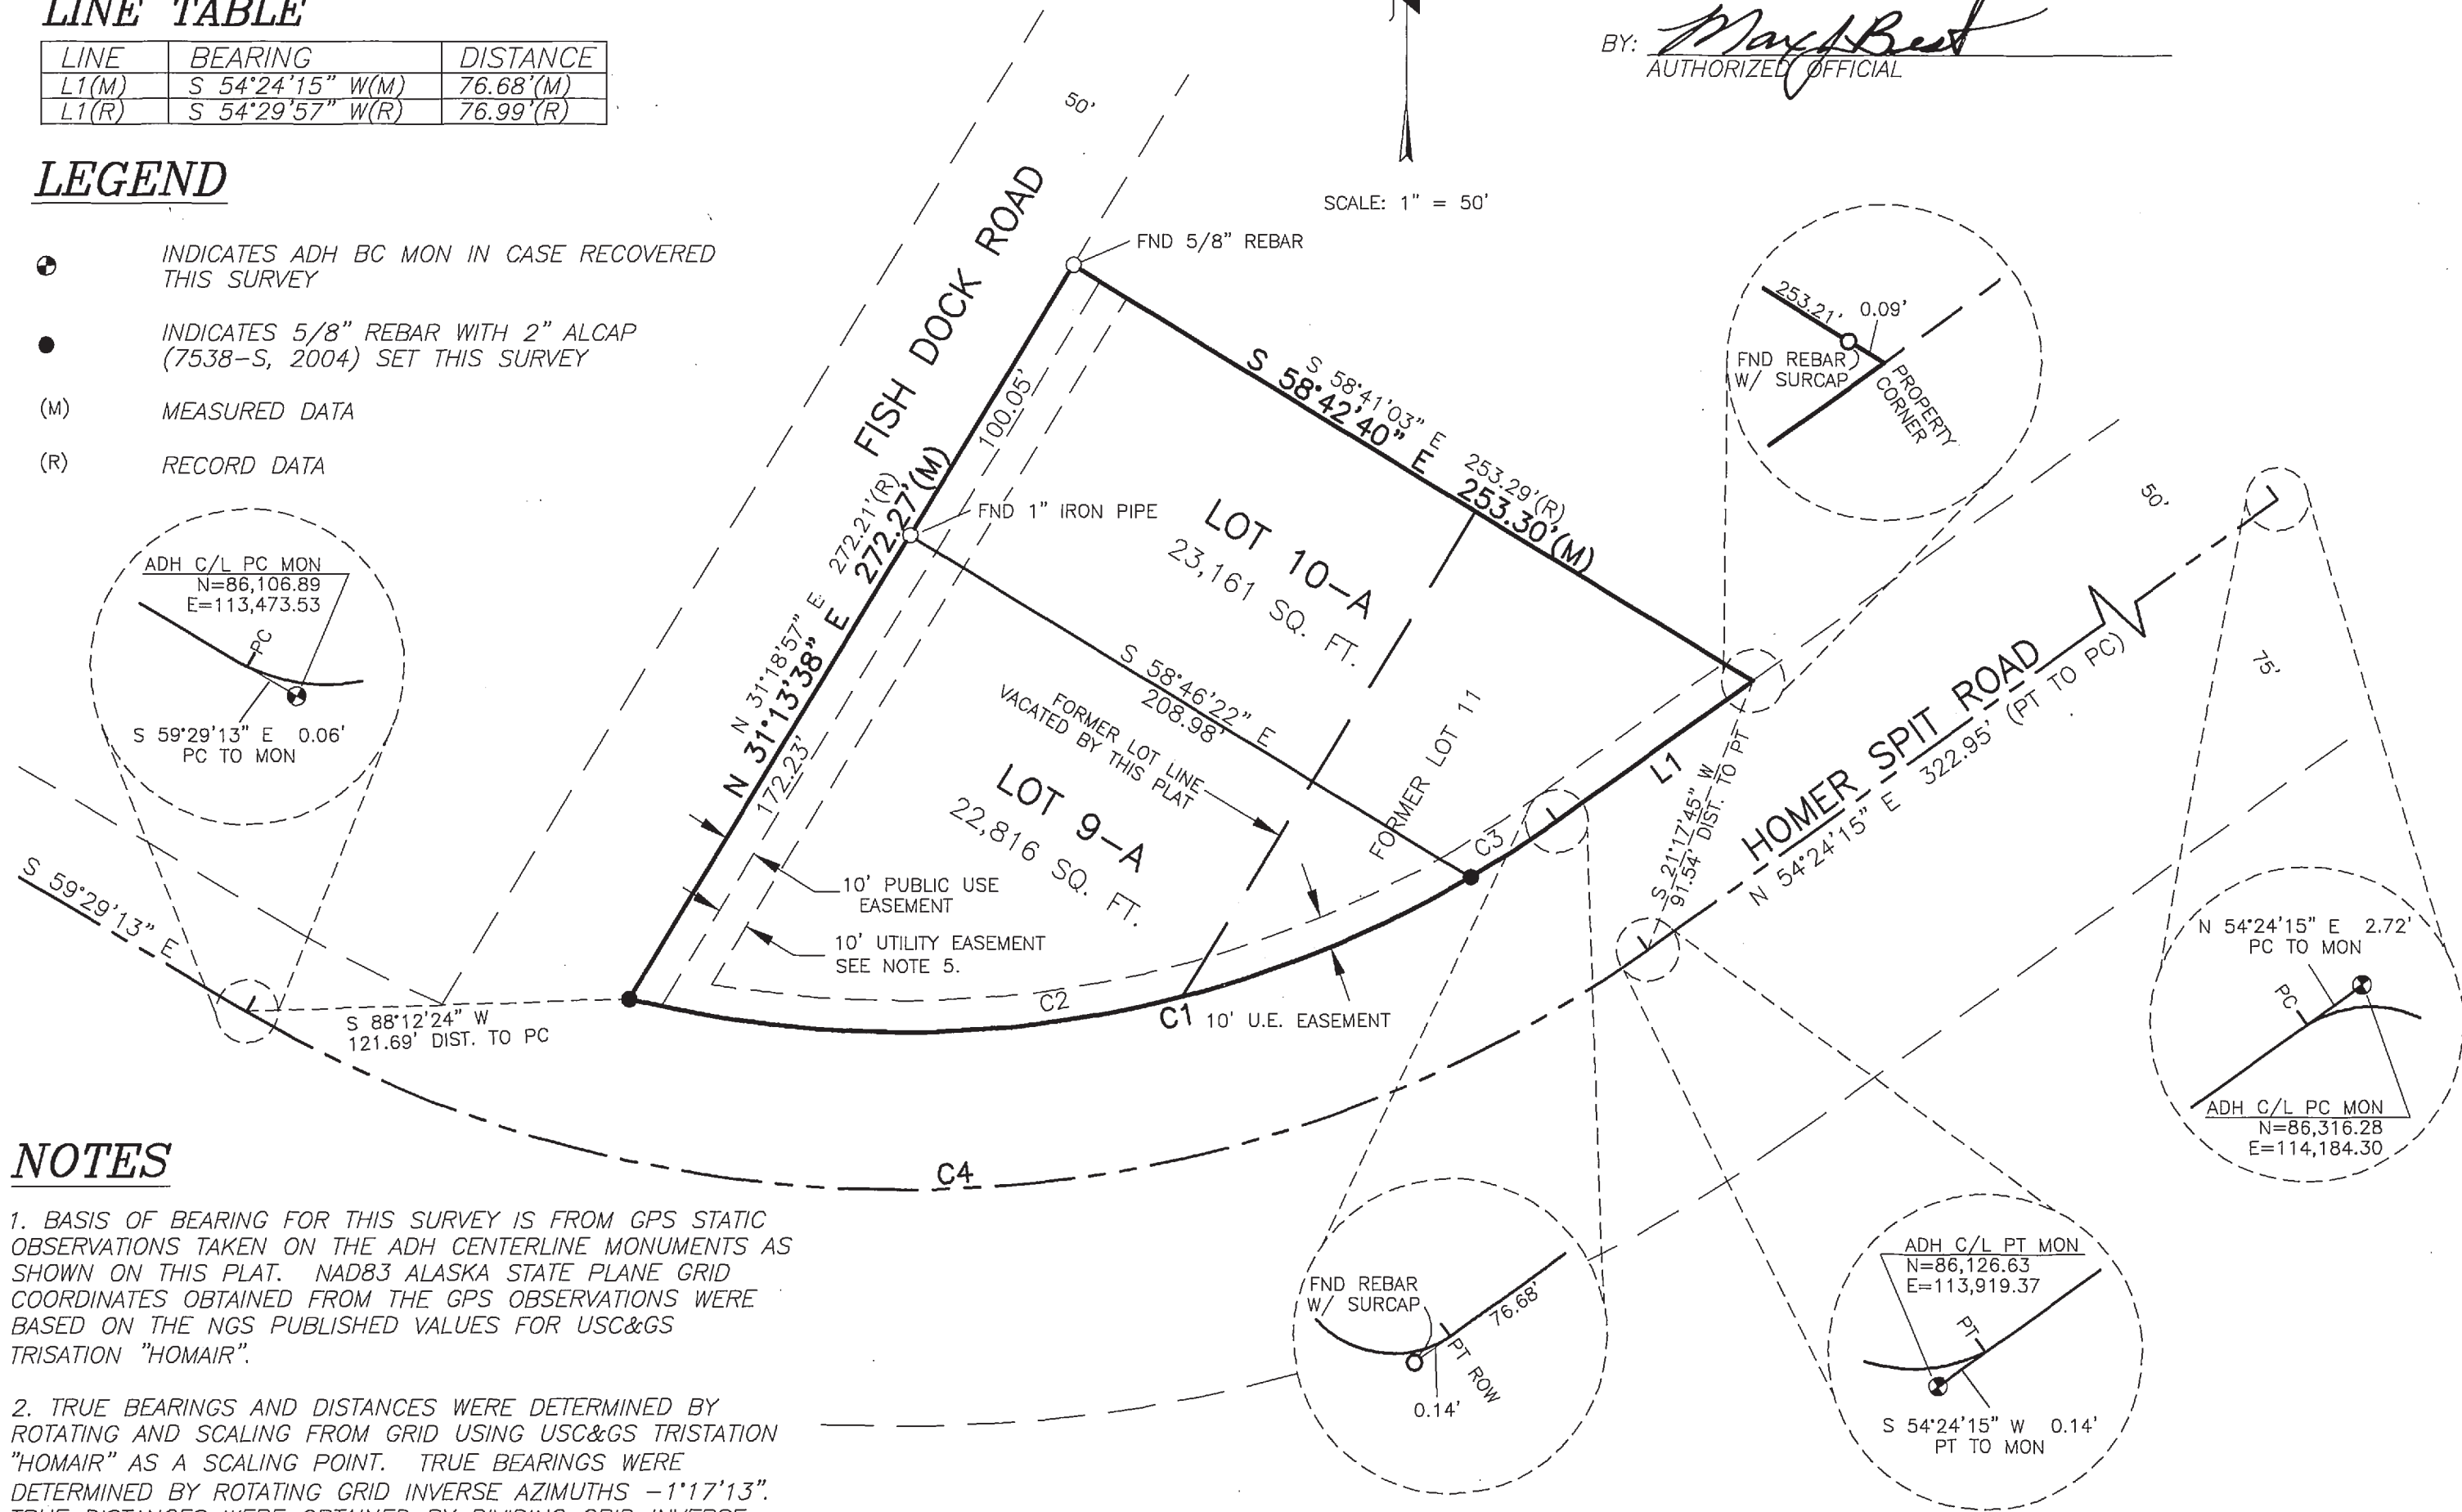 LINE TABLE
LINE BEARING DISTANCE
L1(M) S 54°24'15" W(M) 76.68'(M)
L1(R) S 54°29'57" W(R) 76.99'(R)
LEGEND
INDICATES ADH BC MON IN CASE RECOVERED
THIS SURVEY
INDICATES 5/8" REBAR WITH 2" ALCAP
(7538-S, 2004) SET THIS SURVEY
(M) MEASURED DATA
(R) RECORD DATA
BY: Max J Best
AUTHORIZED OFFICIAL
SCALE: 1" = 50'
50'
FISH DOCK ROAD
FND 5/8" REBAR
100.05'
FND 1" IRON PIPE
272.21'(R)
272.27'(M)
N 31°18'57" E
N 31°13'38" E
172.23'
S 58°41'03" E 253.29'(R)
S 58°42'40" E 253.30'(M)
LOT 10-A
23,161 SQ. FT.
S 58°46'22" E
208.98'
FORMER LOT LINE
VACATED BY THIS PLAT
FORMER LOT 11
LOT 9-A
22,816 SQ. FT.
10' PUBLIC USE
EASEMENT
10' UTILITY EASEMENT
SEE NOTE 5.
C2
C1 10' U.E. EASEMENT
C3
L1
C4
253.21' 0.09'
FND REBAR
W/ SURCAP
PROPERTY
CORNER
50'
75'
HOMER SPIT ROAD
N 54°24'15" E 322.95' (PT TO PC)
S 21°17'45" W
91.54' DIST. TO PT
ADH C/L PC MON
N=86,106.89
E=113,473.53
PC
S 59°29'13" E 0.06'
PC TO MON
S 59°29'13" E
S 88°12'24" W
121.69' DIST. TO PC
N 54°24'15" E 2.72'
PC TO MON
PC
ADH C/L PC MON
N=86,316.28
E=114,184.30
FND REBAR
W/ SURCAP
76.68'
PT ROW
0.14'
ADH C/L PT MON
N=86,126.63
E=113,919.37
PT
S 54°24'15" W 0.14'
PT TO MON
NOTES
1. BASIS OF BEARING FOR THIS SURVEY IS FROM GPS STATIC
OBSERVATIONS TAKEN ON THE ADH CENTERLINE MONUMENTS AS
SHOWN ON THIS PLAT. NAD83 ALASKA STATE PLANE GRID
COORDINATES OBTAINED FROM THE GPS OBSERVATIONS WERE
BASED ON THE NGS PUBLISHED VALUES FOR USC&GS
TRISATION "HOMAIR".
2. TRUE BEARINGS AND DISTANCES WERE DETERMINED BY
ROTATING AND SCALING FROM GRID USING USC&GS TRISTATION
"HOMAIR" AS A SCALING POINT. TRUE BEARINGS WERE
DETERMINED BY ROTATING GRID INVERSE AZIMUTHS -1°17'13".
TRUE DISTANCES WERE OBTAINED BY DIVIDING GRID INVERSE